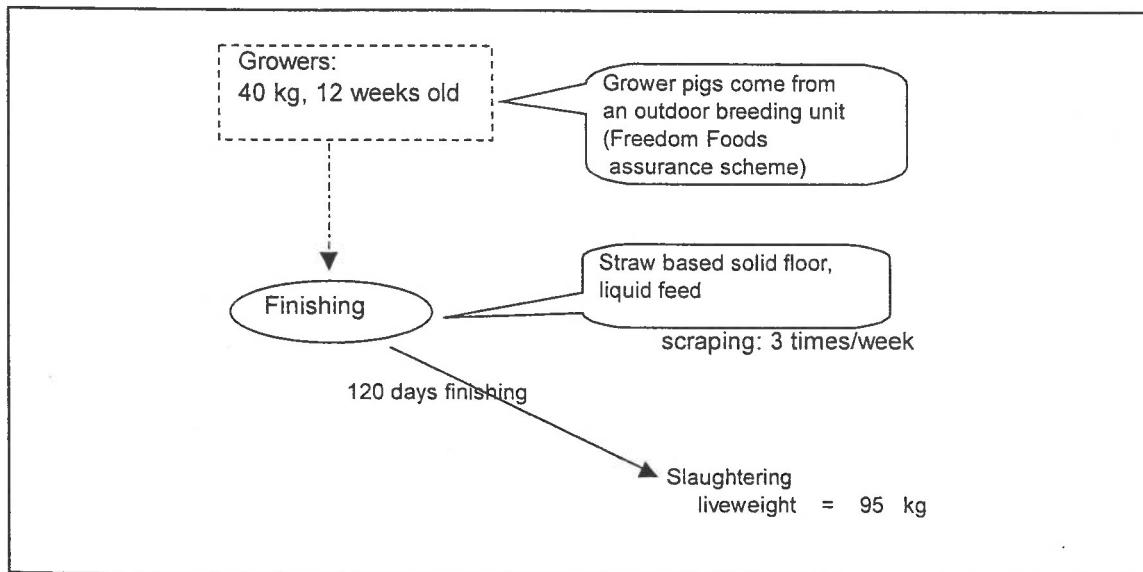 Growers:
40 kg, 12 weeks old
Grower pigs come from
an outdoor breeding unit
(Freedom Foods
assurance scheme)
Straw based solid floor,
liquid feed
Finishing
scraping: 3 times/week
120 days finishing
Slaughtering
liveweight = 95 kg